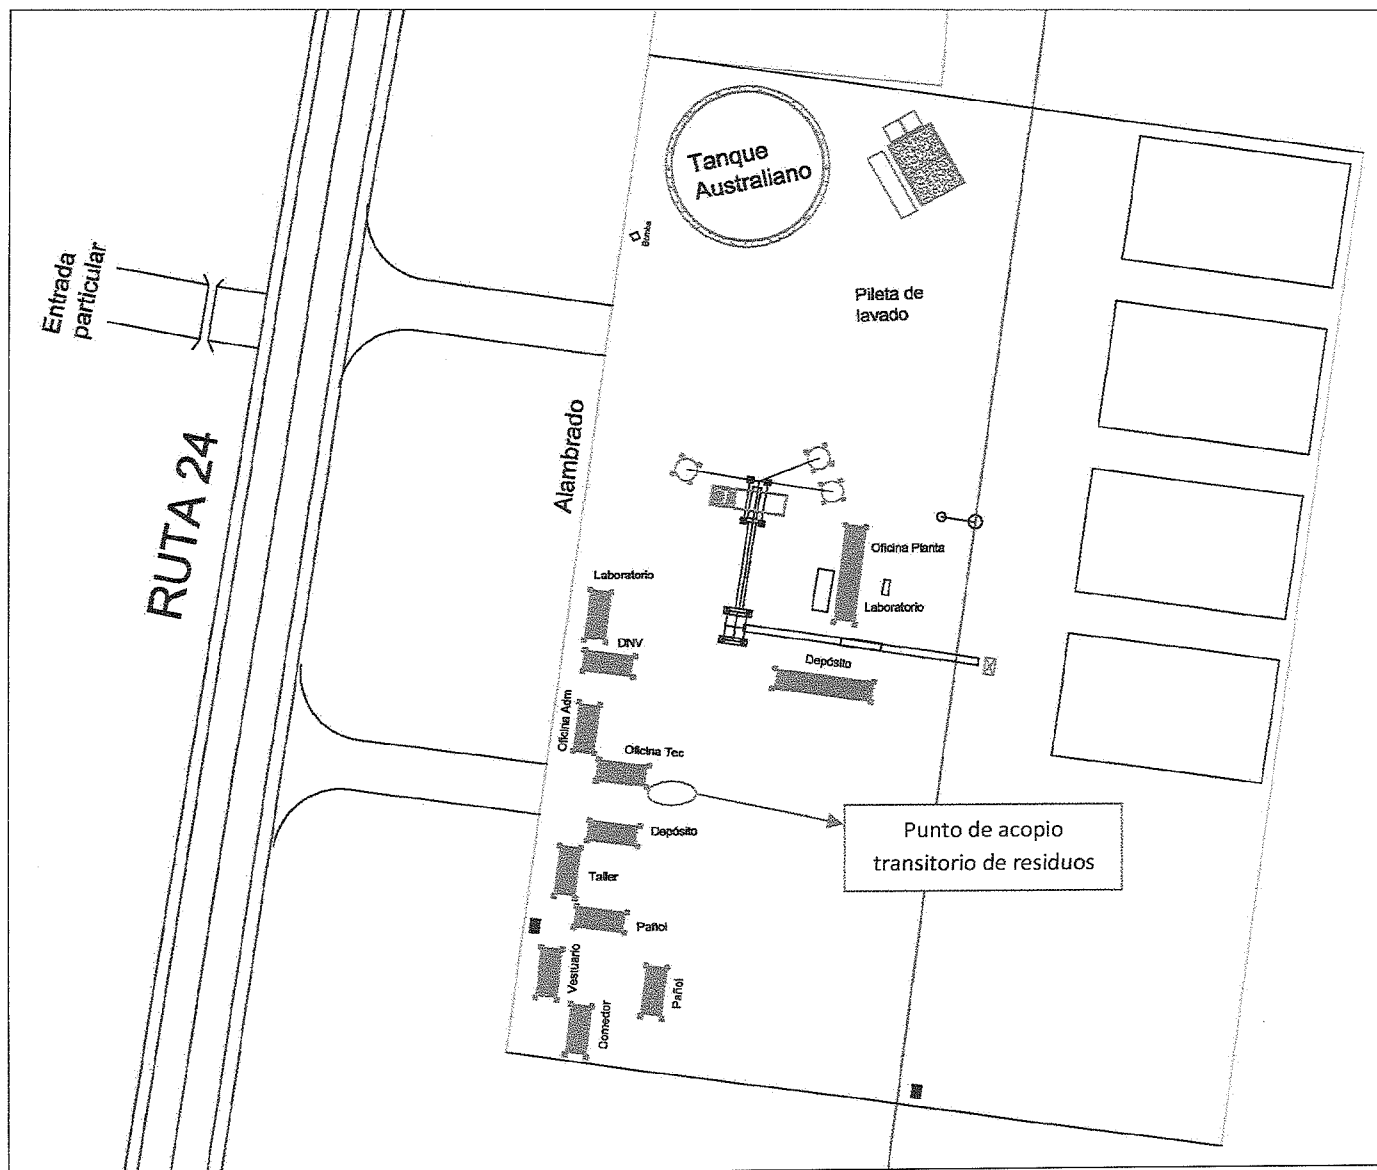 Tanque
Australiano
Bomba
Entrada
particular
Pileta de
lavado
RUTA 24
Alambrado
Oficina Planta
Laboratorio
Laboratorio
DNV
Depósito
Oficina Adm
Oficina Tec
Punto de acopio
transitorio de residuos
Depósito
Taller
Pañol
Vestuario
Pañol
Comedor